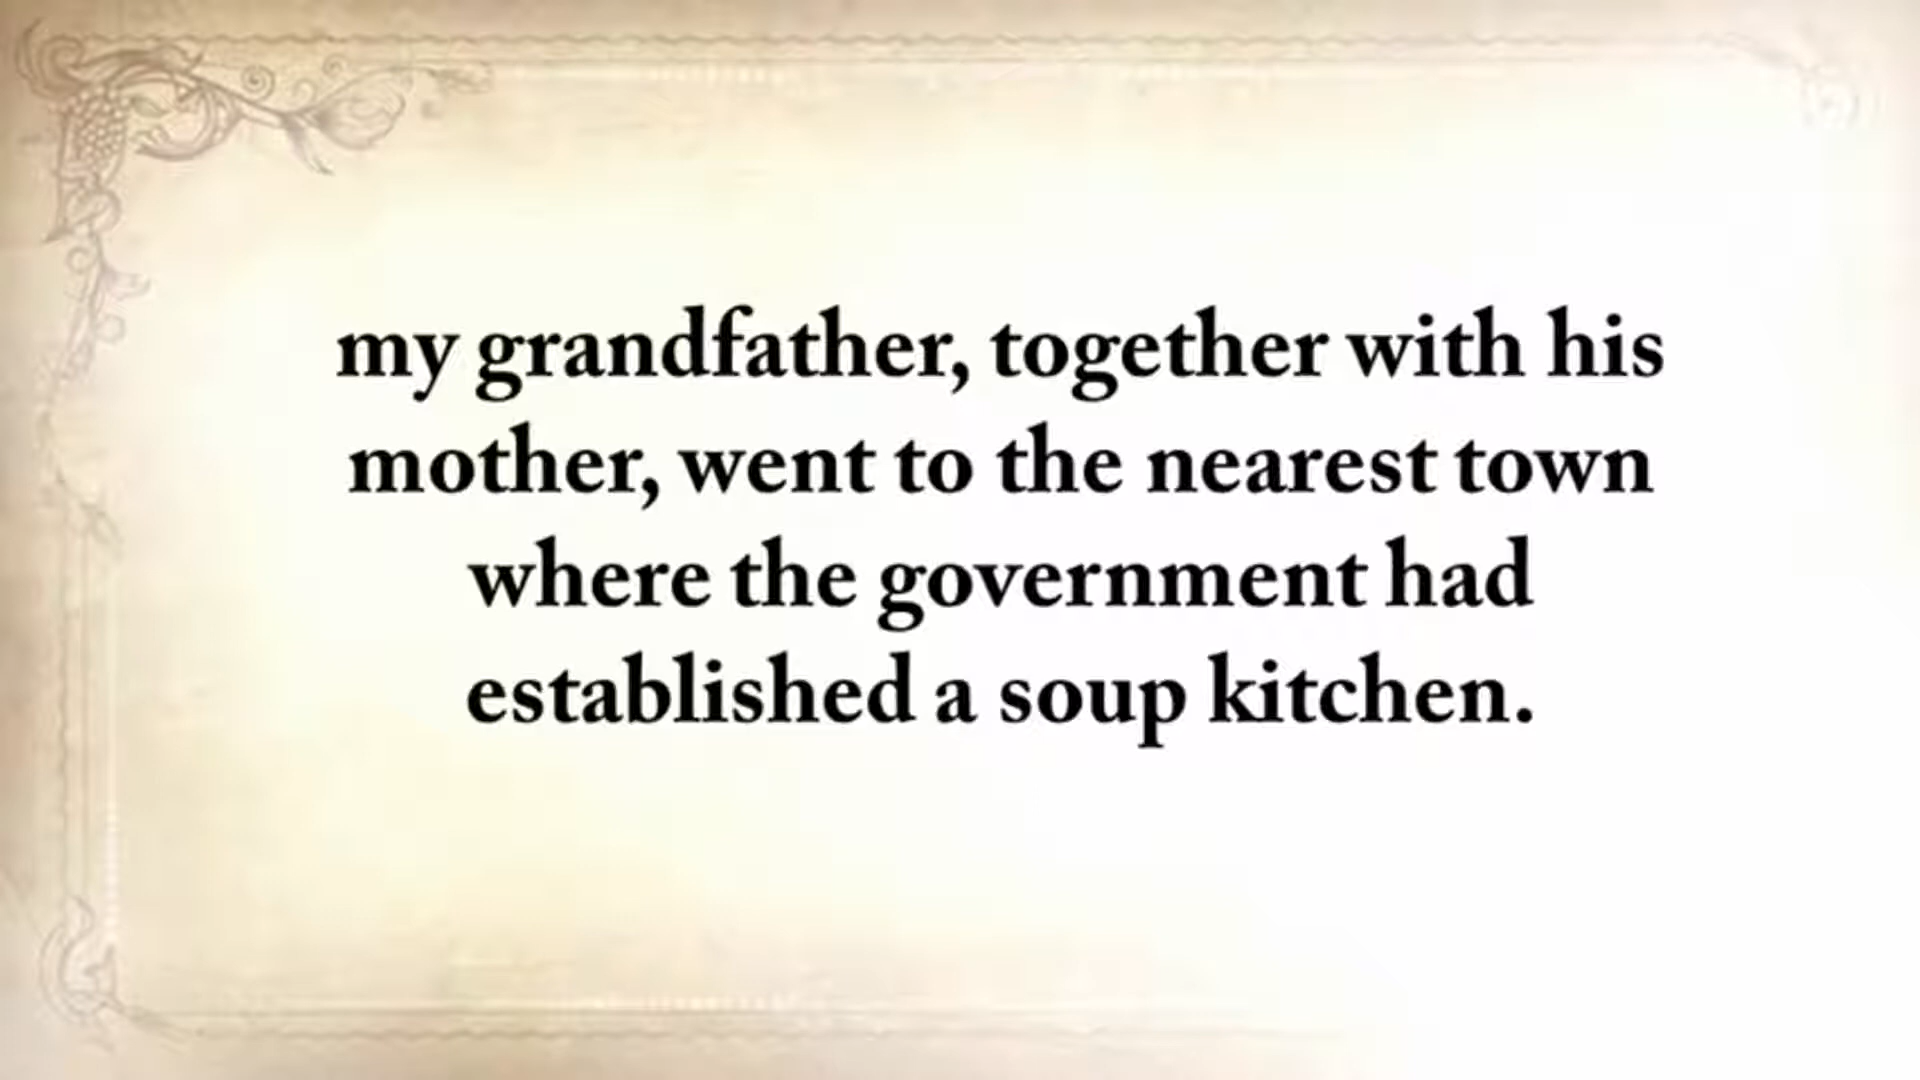 my grandfather, together with his
mother, went to the nearest town
where the government had
established a soup kitchen.